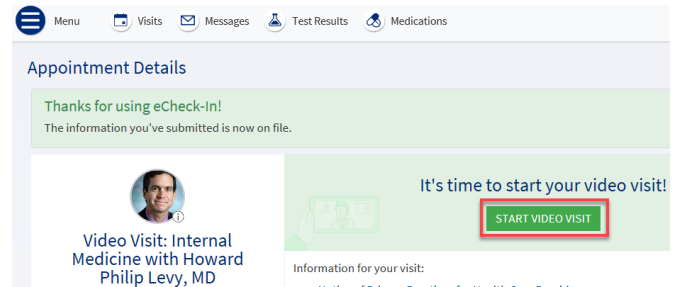 Menu Visits Messages Test Results Medications
Appointment Details
Thanks for using eCheck-In!
The information you've submitted is now on file.
It's time to start your video visit!
START VIDEO VISIT
Video Visit: Internal
Medicine with Howard
Philip Levy, MD
Information for your visit: